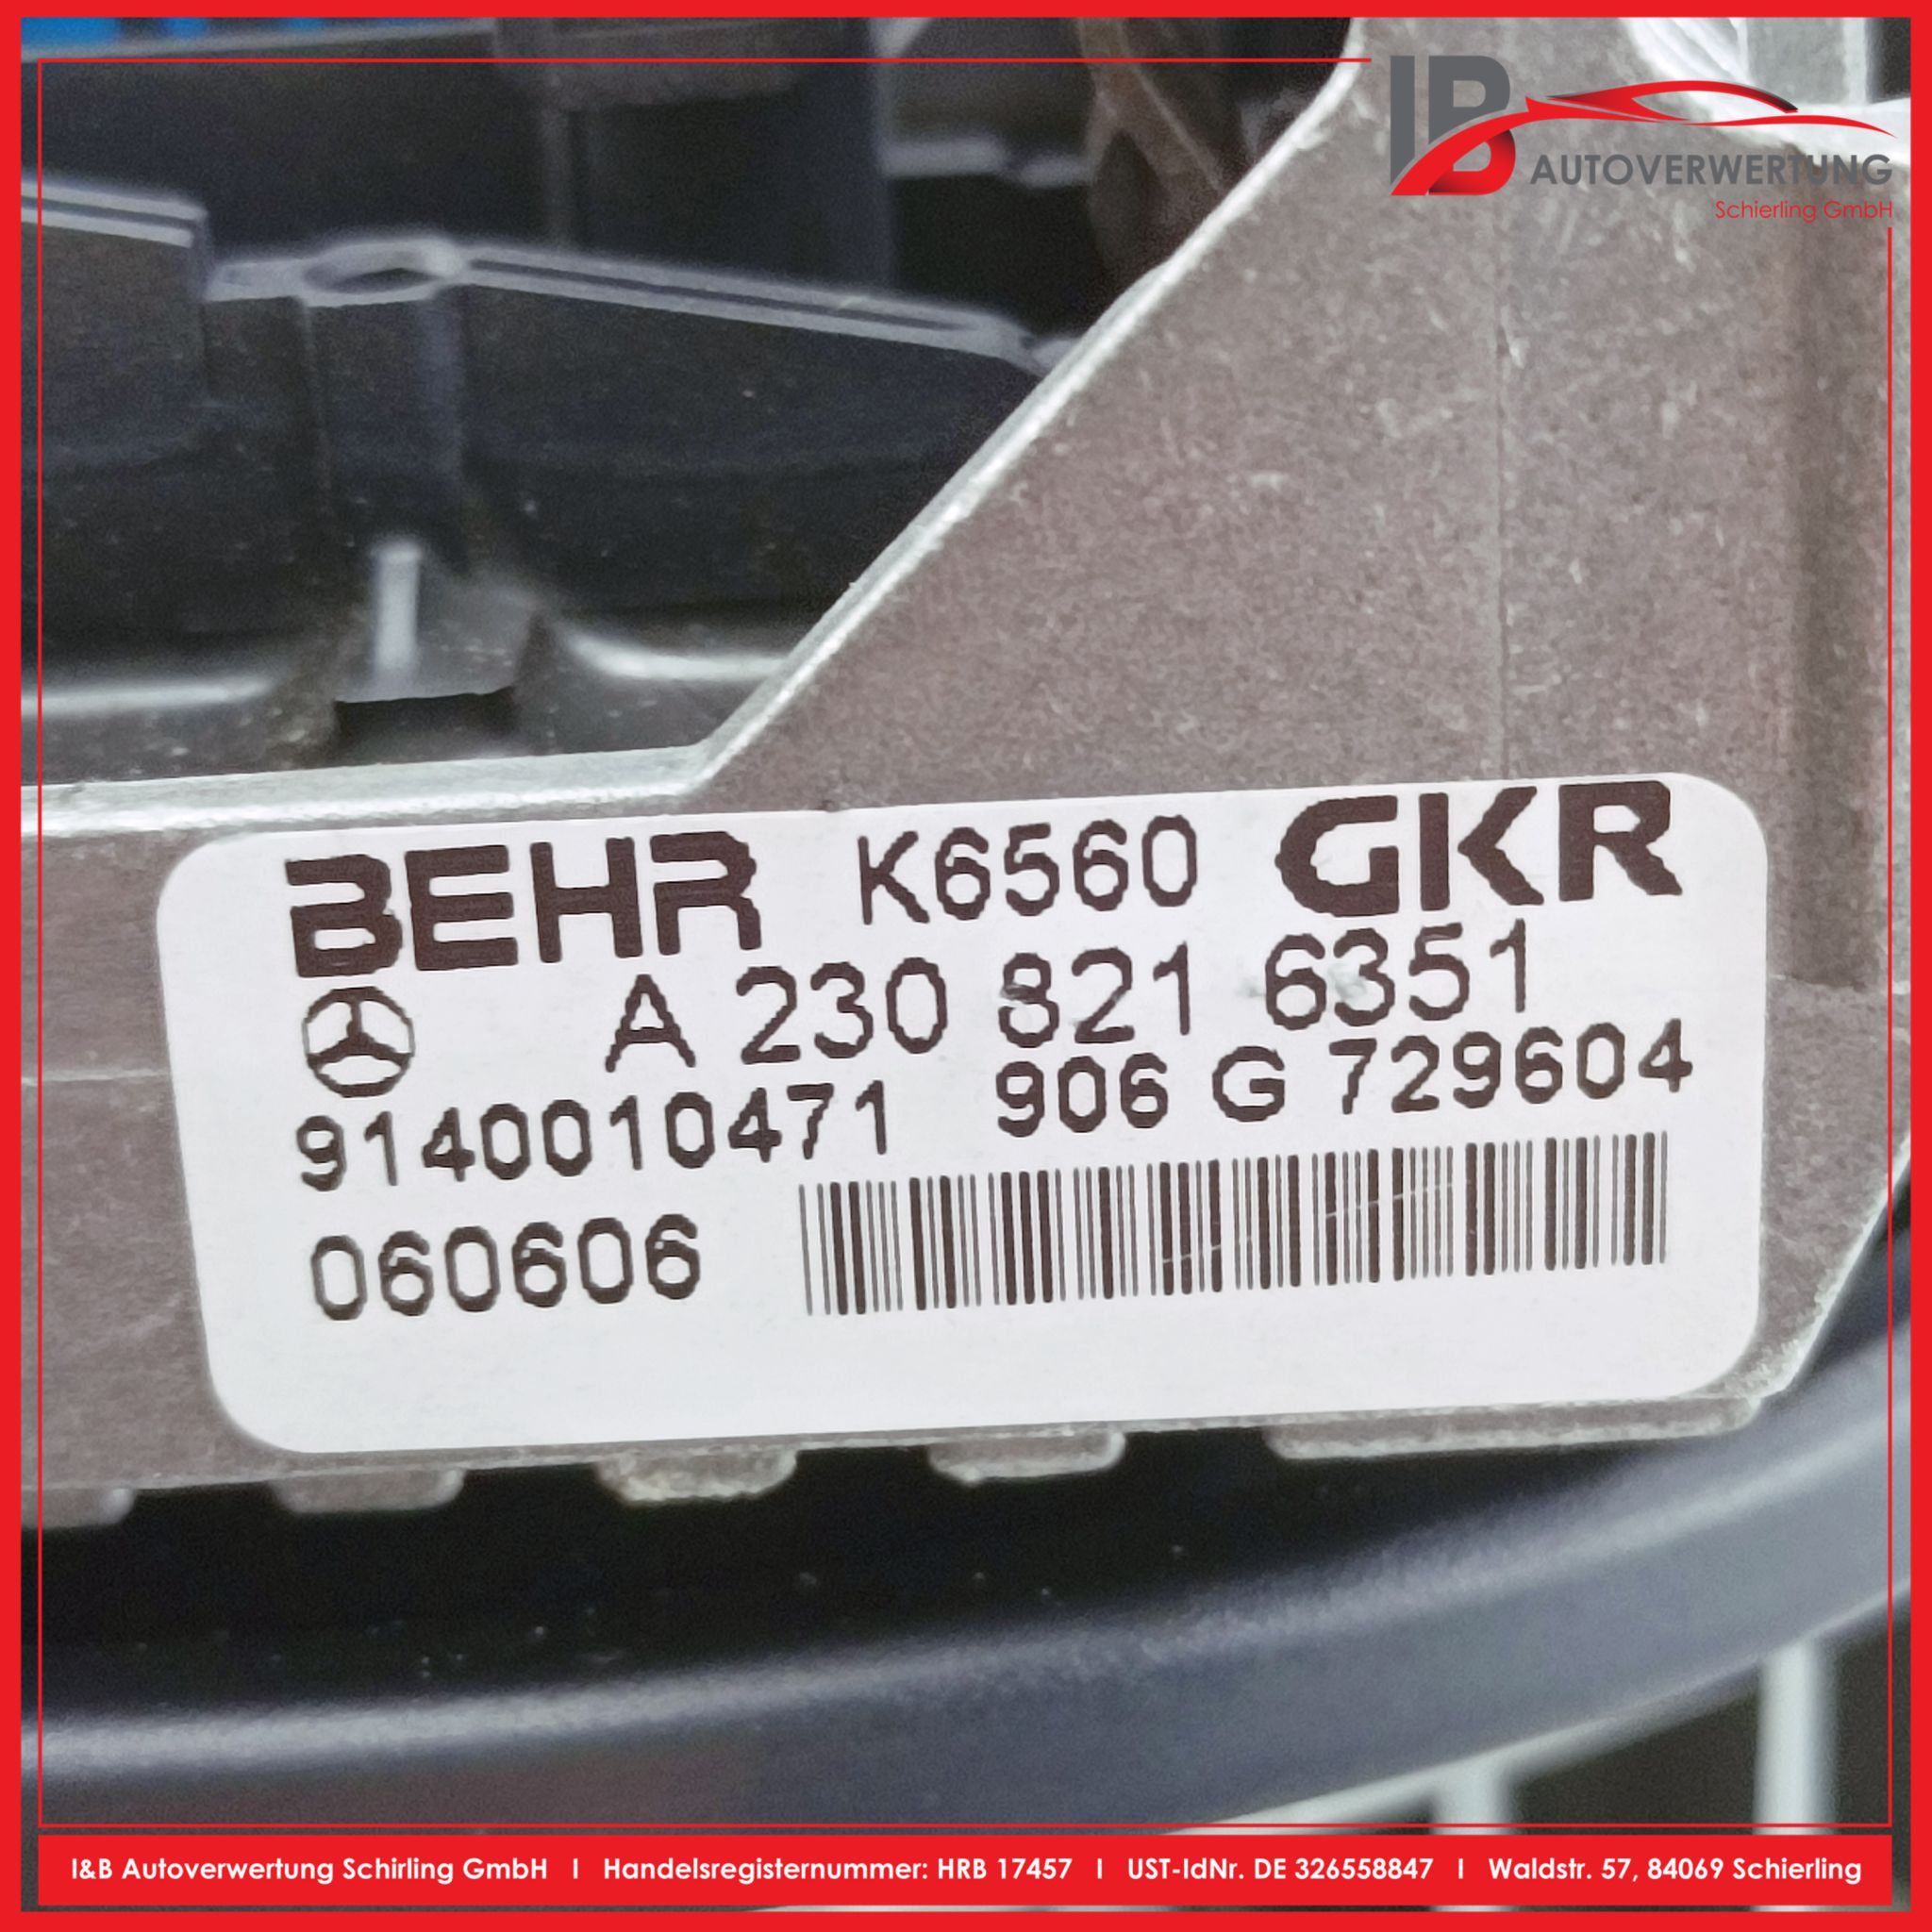 IB
AUTOVERWERTUNG
Schierling GmbH
BEHR K6560 GKR
A 230 821 6351
9140010471 906 G 729604
060606
I&B Autoverwertung Schirling GmbH I Handelsregisternummer: HRB 17457 I UST-IdNr. DE 326558847 I Waldstr. 57, 84069 Schierling